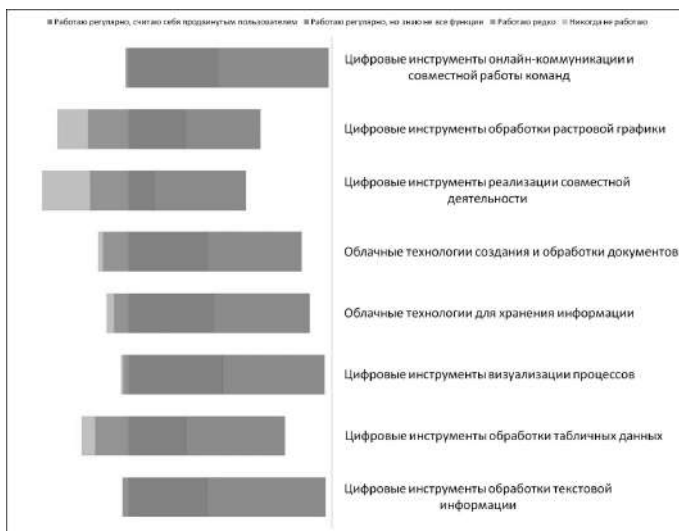 Работаю регулярно, считаю себя продвинутым пользователем Работаю регулярно, но знаю не все функции Работаю редко Никогда не работаю
Цифровые инструменты онлайн-коммуникации и
совместной работы команд
Цифровые инструменты обработки растровой графики
Цифровые инструменты реализации совместной
деятельности
Облачные технологии создания и обработки документов
Облачные технологии для хранения информации
Цифровые инструменты визуализации процессов
Цифровые инструменты обработки табличных данных
Цифровые инструменты обработки текстовой
информации